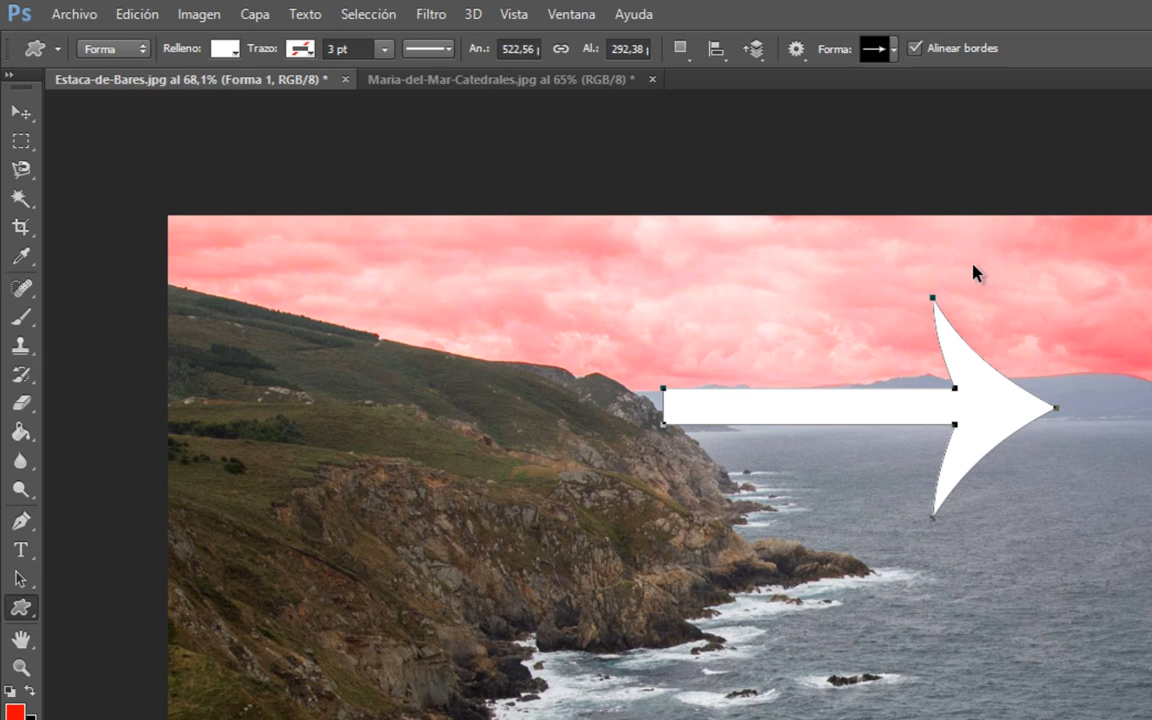 Ps Archivo Edición Imagen Capa Texto Selección Filtro 3D Vista Ventana Ayuda
Forma Relleno: Trazo: 3 pt An.: 522,56 Al.: 292,38 Forma: Alinear bordes
Estaca-de-Bares.jpg al 68,1% (Forma 1, RGB/8) * × Maria-del-Mar-Catedrales.jpg al 65% (RGB/8) * ×
T